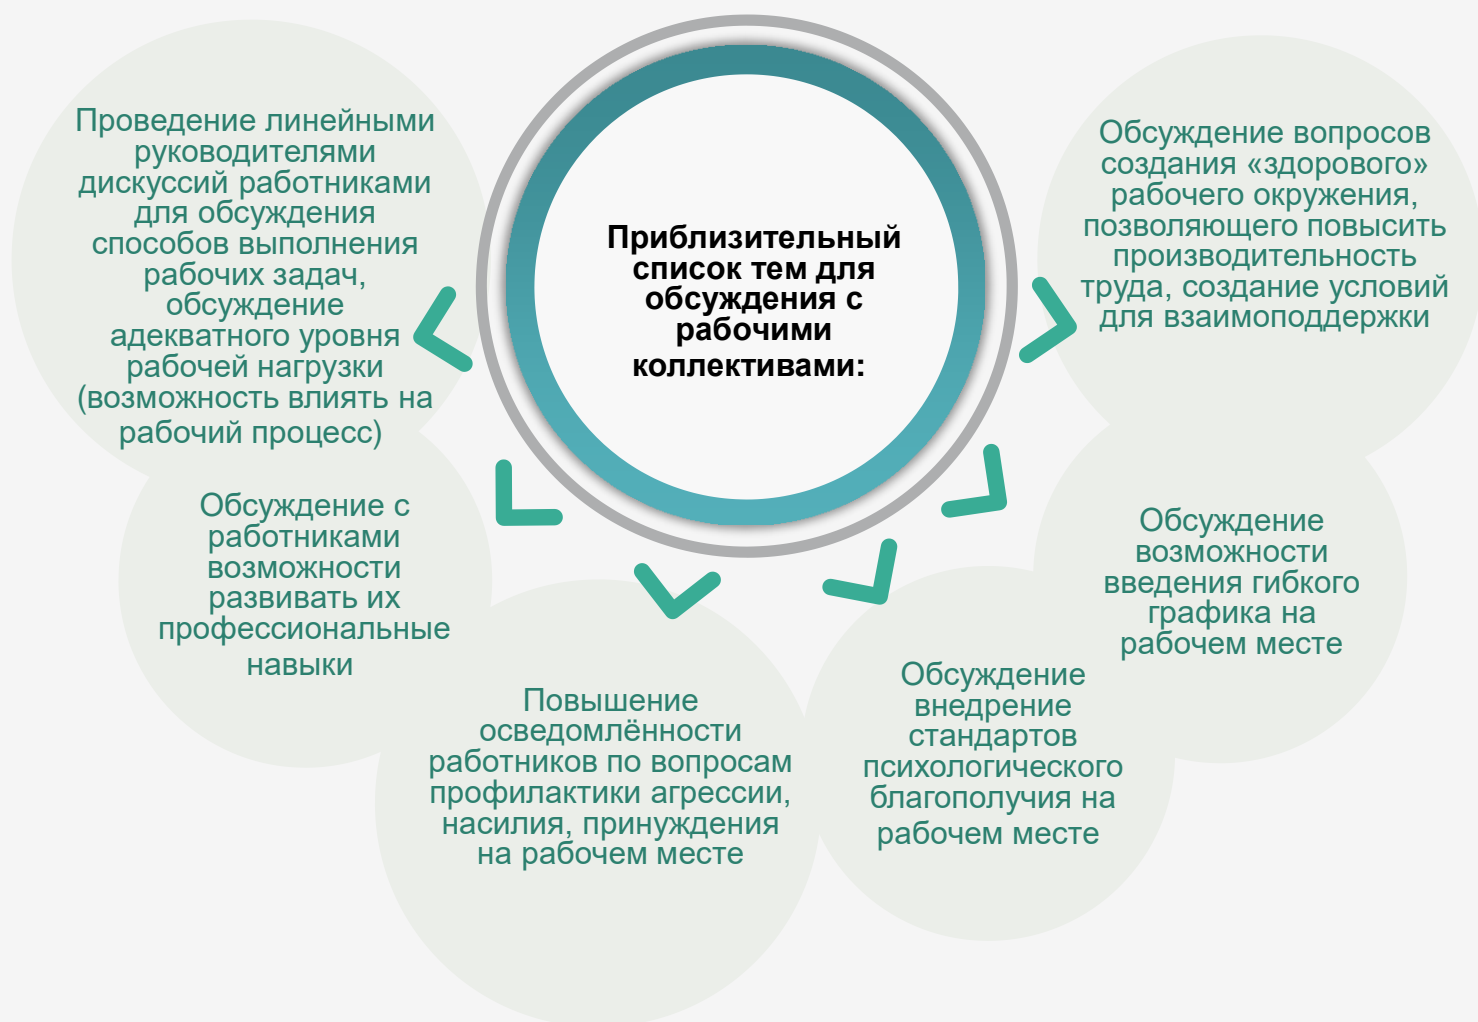 Приблизительный
список тем для
обсуждения с
рабочими
коллективами:
Проведение линейными
руководителями
дискуссий работниками
для обсуждения
способов выполнения
рабочих задач,
обсуждение
адекватного уровня
рабочей нагрузки
(возможность влиять на
рабочий процесс)
Обсуждение с
работниками
возможности
развивать их
профессиональные
навыки
Повышение
осведомлённости
работников по вопросам
профилактики агрессии,
насилия, принуждения
на рабочем месте
Обсуждение
внедрение
стандартов
психологического
благополучия на
рабочем месте
Обсуждение
возможности
введения гибкого
графика на
рабочем месте
Обсуждение вопросов
создания «здорового»
рабочего окружения,
позволяющего повысить
производительность
труда, создание условий
для взаимоподдержки